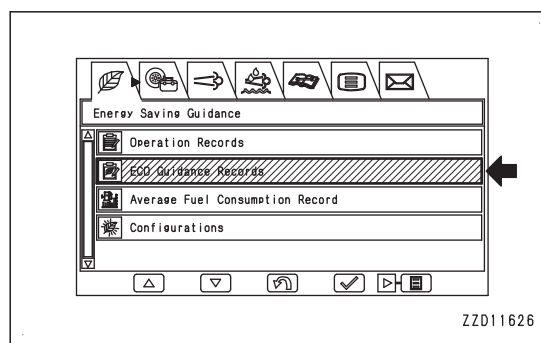 Energy Saving Guidance
Operation Records
ECO Guidance Records
Average Fuel Consumption Record
Configurations
ZZD11626